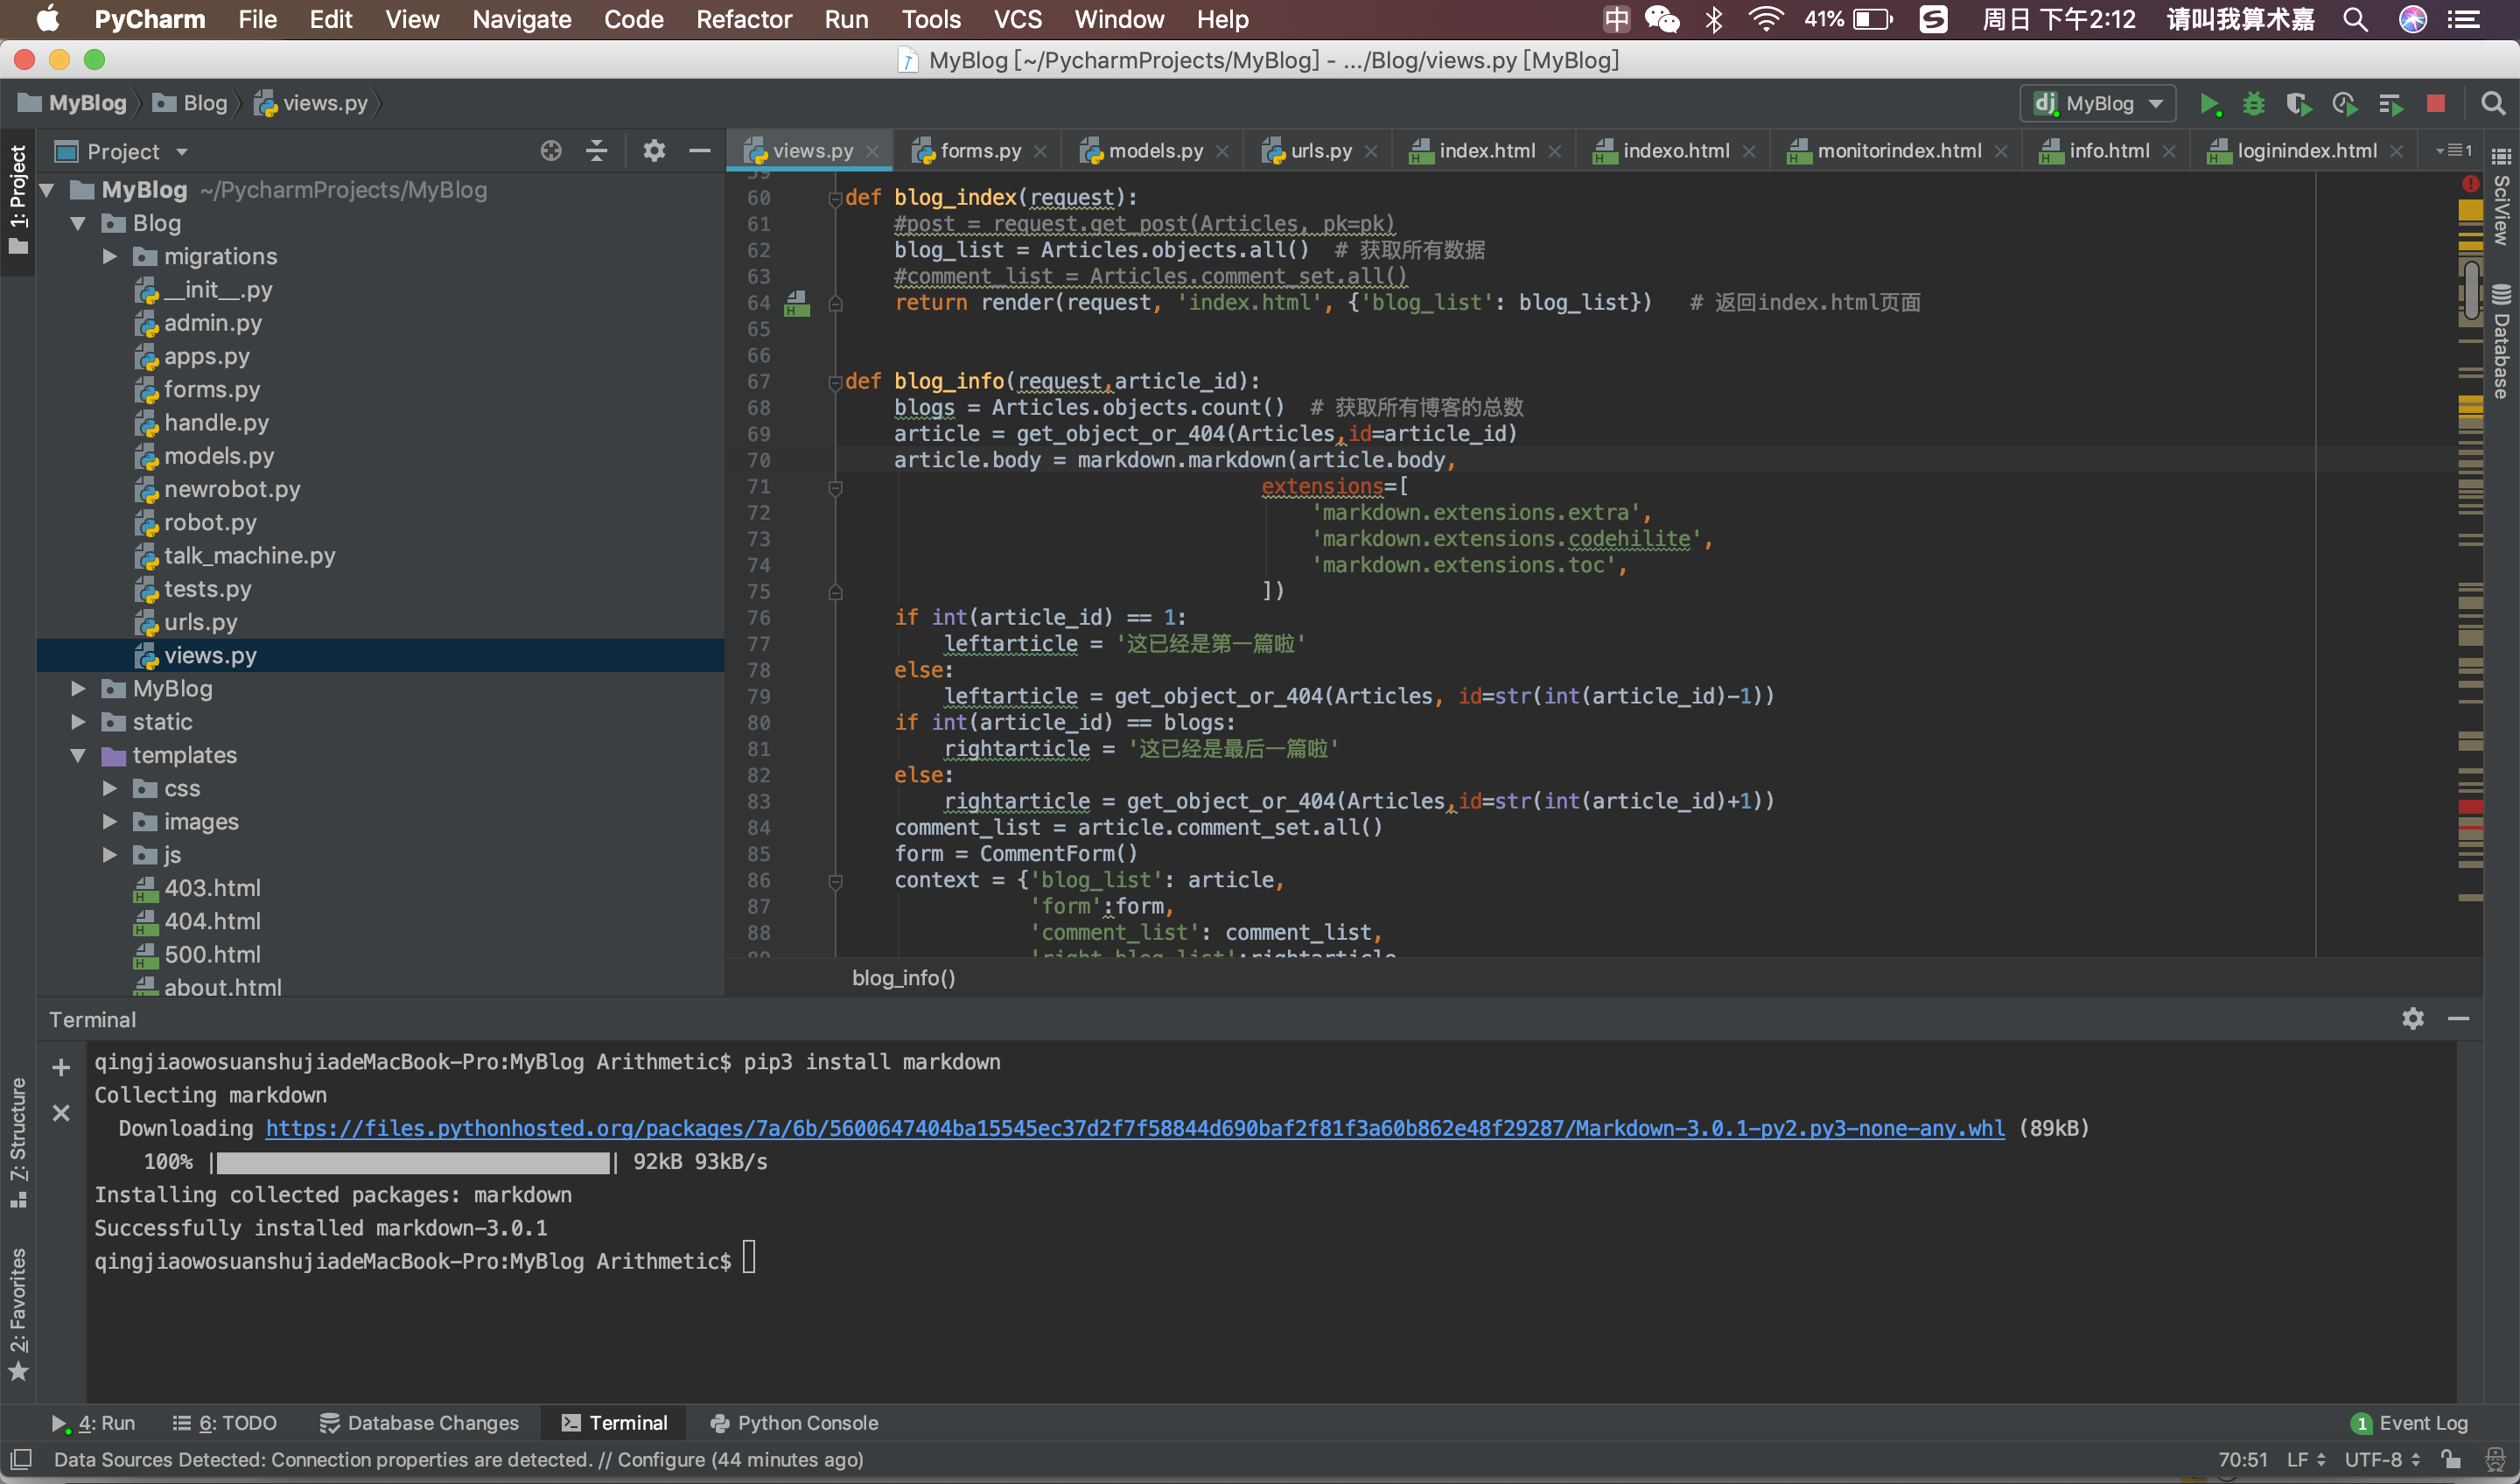 PyCharm File Edit View Navigate Code Refactor Run Tools VCS Window Help 中 41% S 周日 下午2:12 请叫我算术嘉
MyBlog [~/PycharmProjects/MyBlog] - .../Blog/views.py [MyBlog]
MyBlog Blog views.py dj MyBlog
Project
views.py forms.py models.py urls.py index.html indexo.html monitorindex.html info.html loginindex.html 1
1: Project
MyBlog ~/PycharmProjects/MyBlog
Blog
migrations
__init__.py
admin.py
apps.py
forms.py
handle.py
models.py
newrobot.py
robot.py
talk_machine.py
tests.py
urls.py
views.py
MyBlog
static
templates
css
images
js
403.html
404.html
500.html
about.html
59
60 def blog_index(request):
61 #post = request.get_post(Articles, pk=pk)
62 blog_list = Articles.objects.all() # 获取所有数据
63 #comment_list = Articles.comment_set.all()
64 return render(request, 'index.html', {'blog_list': blog_list}) # 返回index.html页面
65
66
67 def blog_info(request,article_id):
68 blogs = Articles.objects.count() # 获取所有博客的总数
69 article = get_object_or_404(Articles,id=article_id)
70 article.body = markdown.markdown(article.body,
71 extensions=[
72 'markdown.extensions.extra',
73 'markdown.extensions.codehilite',
74 'markdown.extensions.toc',
75 ])
76 if int(article_id) == 1:
77 leftarticle = '这已经是第一篇啦'
78 else:
79 leftarticle = get_object_or_404(Articles, id=str(int(article_id)-1))
80 if int(article_id) == blogs:
81 rightarticle = '这已经是最后一篇啦'
82 else:
83 rightarticle = get_object_or_404(Articles,id=str(int(article_id)+1))
84 comment_list = article.comment_set.all()
85 form = CommentForm()
86 context = {'blog_list': article,
87 'form':form,
88 'comment_list': comment_list,
89 'right_blog_list':rightarticle
blog_info()
SciView
Database
Terminal
qingjiaowosuanshujiadeMacBook-Pro:MyBlog Arithmetic$ pip3 install markdown
Collecting markdown
Downloading https://files.pythonhosted.org/packages/7a/6b/5600647404ba15545ec37d2f7f58844d690baf2f81f3a60b862e48f29287/Markdown-3.0.1-py2.py3-none-any.whl (89kB)
100% || 92kB 93kB/s
Installing collected packages: markdown
Successfully installed markdown-3.0.1
qingjiaowosuanshujiadeMacBook-Pro:MyBlog Arithmetic$
Z: Structure
2: Favorites
4: Run 6: TODO Database Changes Terminal Python Console 1 Event Log
Data Sources Detected: Connection properties are detected. // Configure (44 minutes ago) 70:51 LF UTF-8